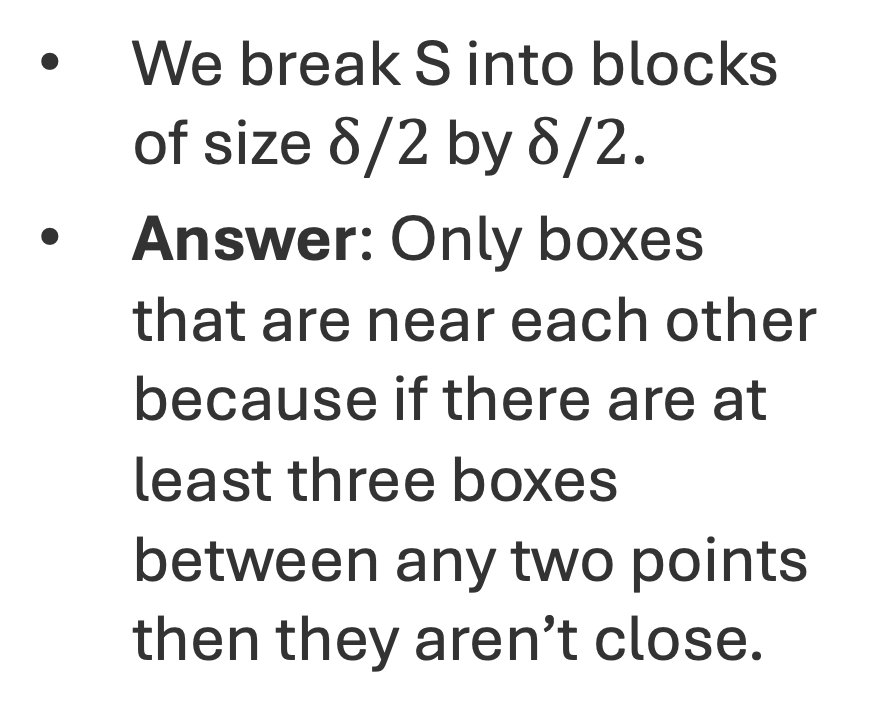 • We break S into blocks
of size δ/2 by δ/2.
• Answer: Only boxes
that are near each other
because if there are at
least three boxes
between any two points
then they aren’t close.